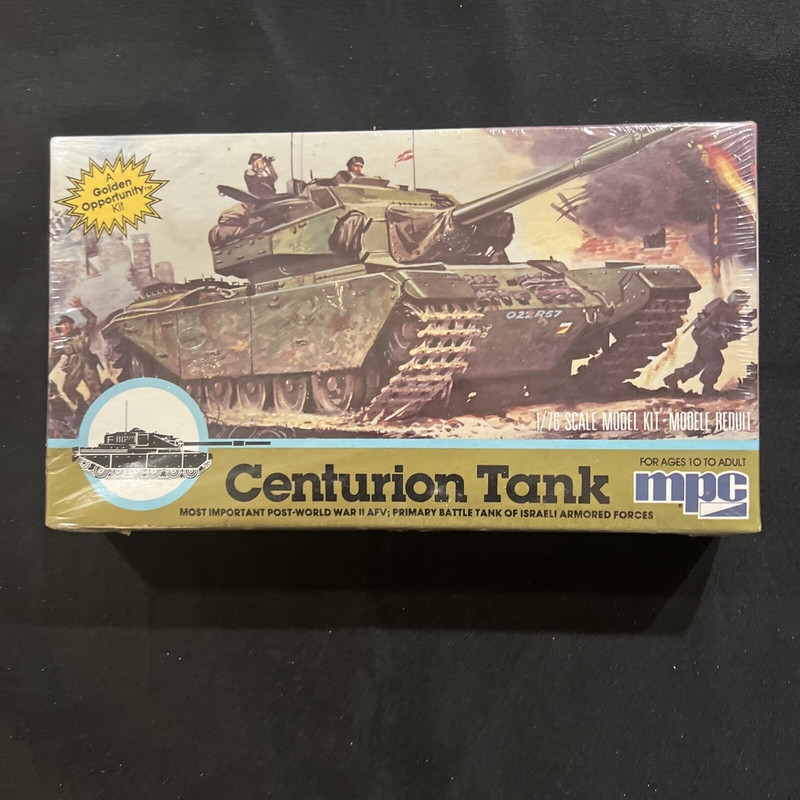 A
Golden
Opportunity™
Kit
022R57
1/76 SCALE MODEL KIT MODELE REDUIT
FOR AGES 10 TO ADULT
Centurion Tank
mpc®
MOST IMPORTANT POST-WORLD WAR II AFV; PRIMARY BATTLE TANK OF ISRAELI ARMORED FORCES